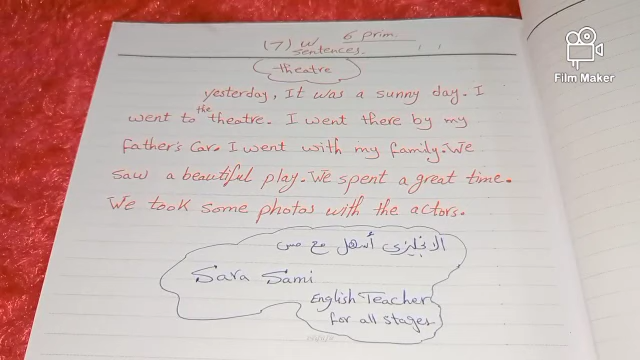 6 prim.
(7) W
sentences.
theatre
yesterday, It was a sunny day. I
went to the theatre. I went there by my
father's Car. I went with my family. We
saw a beautiful play. We spent a great time.
We took some photos with the actors.
الانجليزى أسهل مع مس
Sara Sami
English Teacher
for all stages
Film Maker